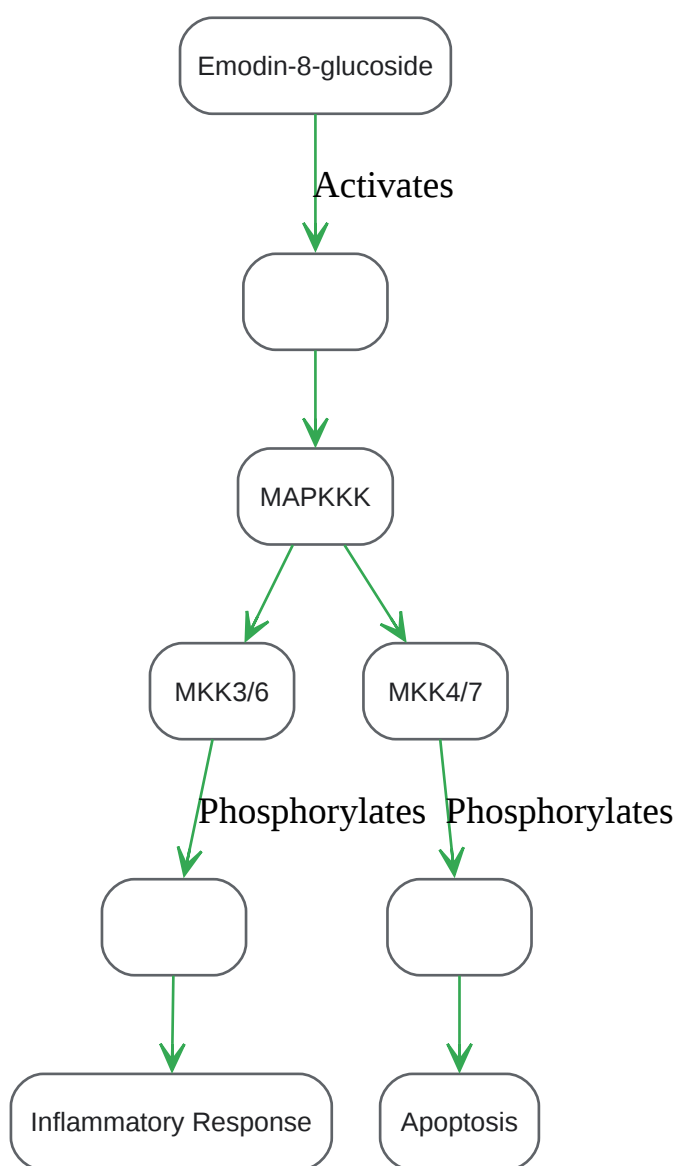 Emodin-8-glucoside
Activates
MAPKKK
MKK3/6
MKK4/7
Phosphorylates
Phosphorylates
Inflammatory Response
Apoptosis